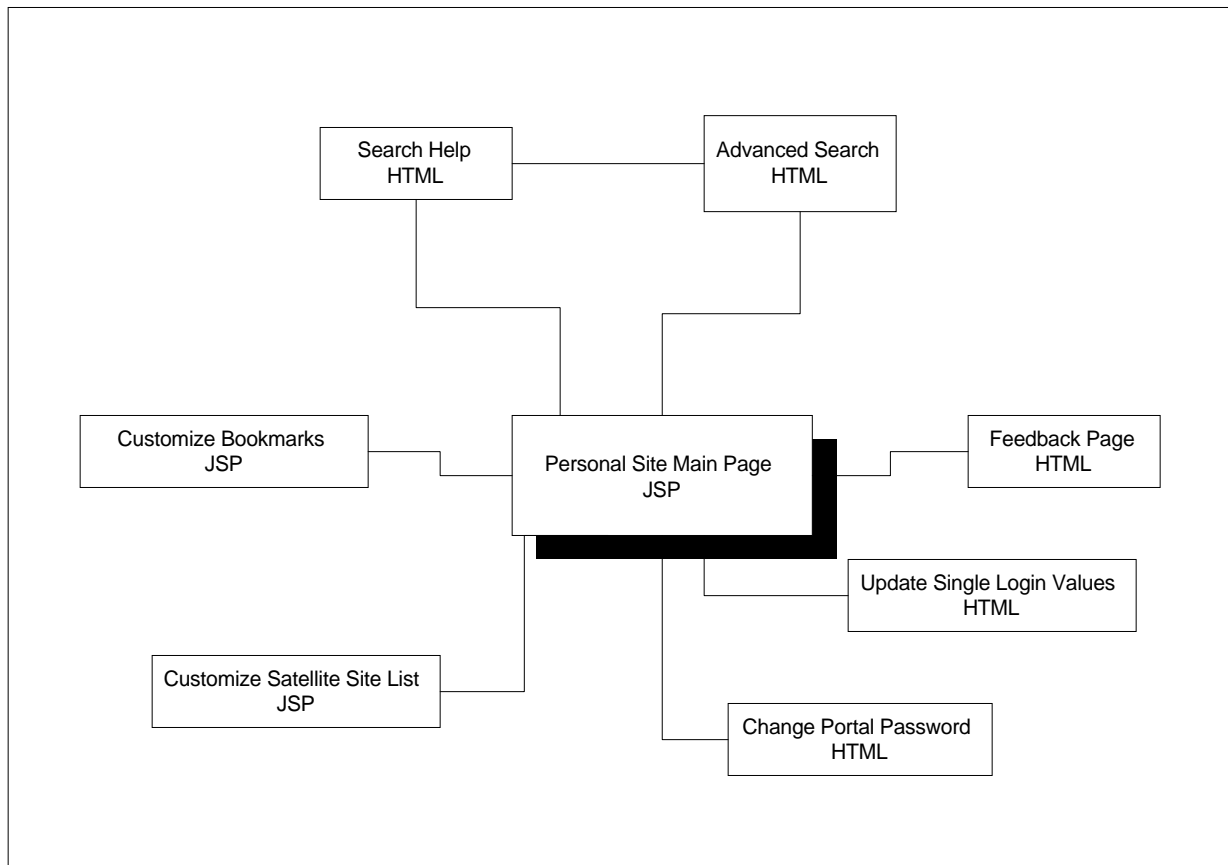 Search Help
HTML
Advanced Search
HTML
Customize Bookmarks
JSP
Personal Site Main Page
JSP
Feedback Page
HTML
Update Single Login Values
HTML
Customize Satellite Site List
JSP
Change Portal Password
HTML